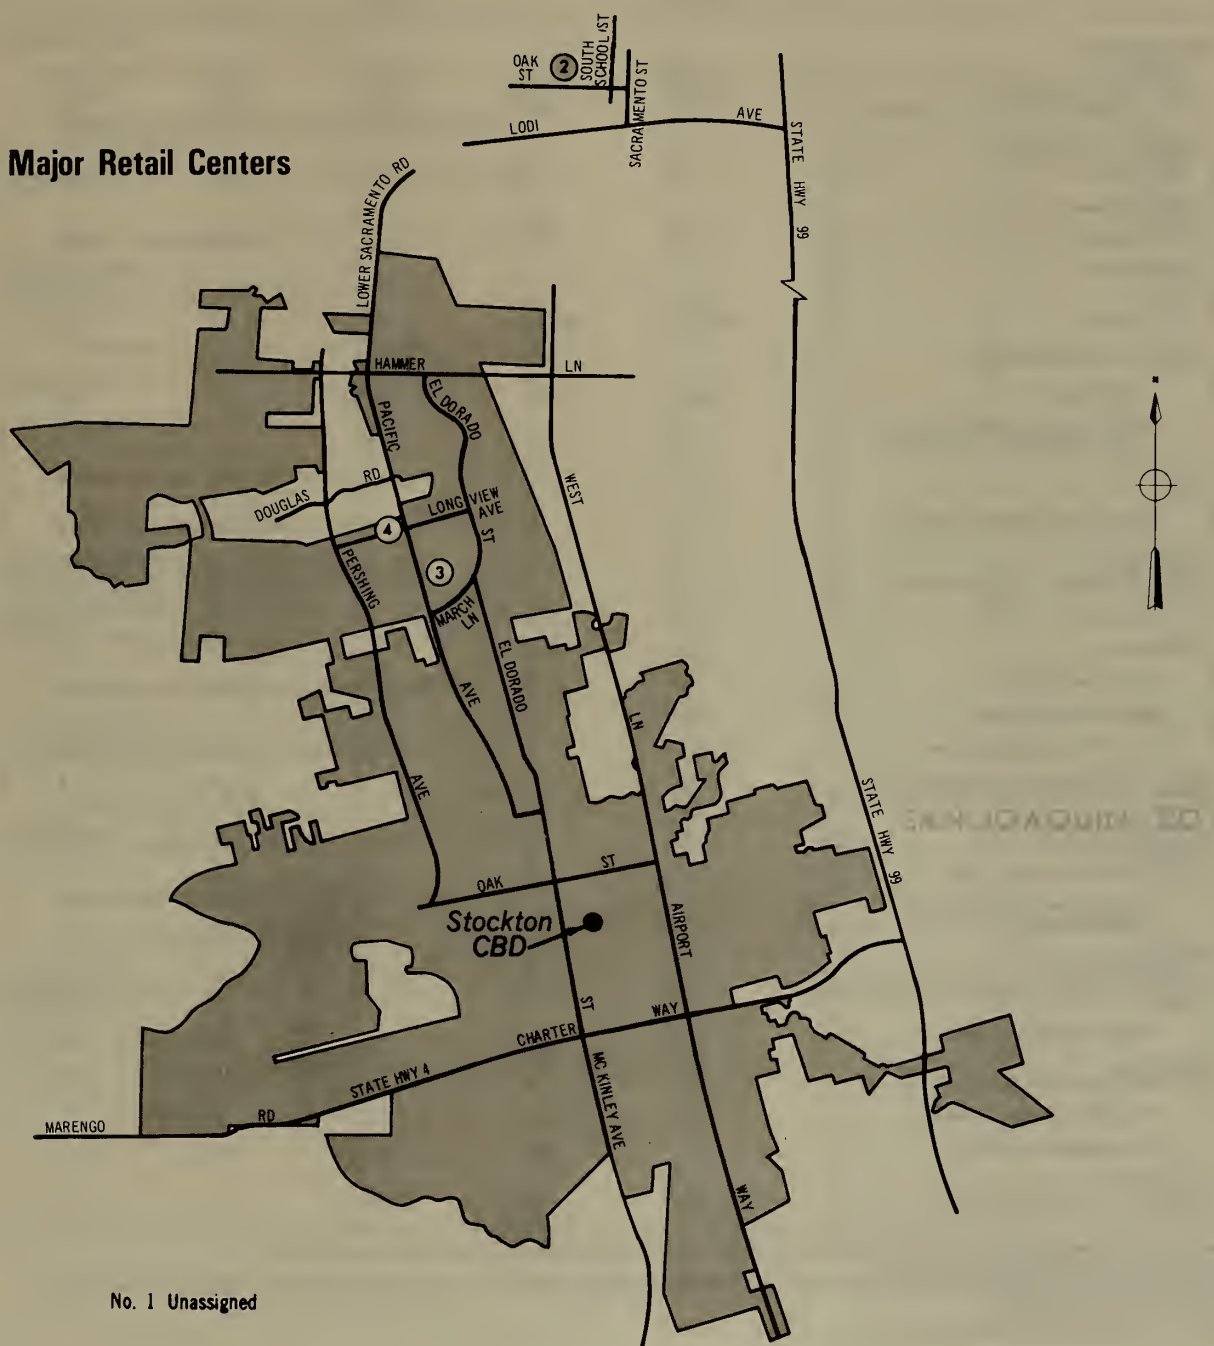 OAK
ST
2
SOUTH
SCHOOL ST
SACRAMENTO ST
LODI
AVE
STATE HWY 99
Major Retail Centers
LOWER SACRAMENTO RD
HAMMER
LN
EL DORADO
PACIFIC
WEST
RD
DOUGLAS
LONGVIEW
AVE
ST
4
3
PERSHING
MARCH
LN
EL DORADO
AVE
LN
AVE
STATE HWY 99
OAK
ST
Stockton
CBD
AIRPORT
ST
CHARTER
WAY
STATE HWY 4
MC KINLEY AVE
MARENGO
RD
WAY
No. 1 Unassigned